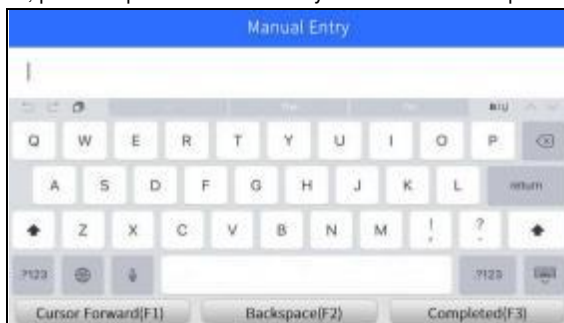 Manual Entry
B I U
Q W E R T Y U I O P
A S D F G H J K L return
Z X C V B N M ! , ? .
?123 .?123
Cursor Forward(F1) Backspace(F2) Completed(F3)